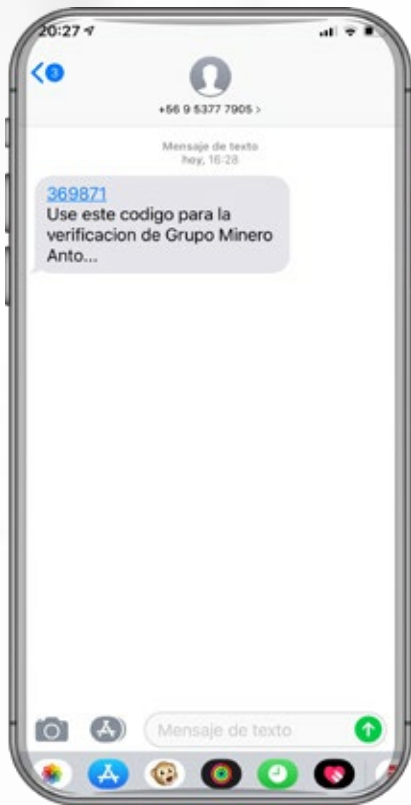 20:27
3
+56 9 5377 7905 >
Mensaje de texto
hoy, 16:28
369871
Use este codigo para la
verificacion de Grupo Minero
Anto...
Mensaje de texto